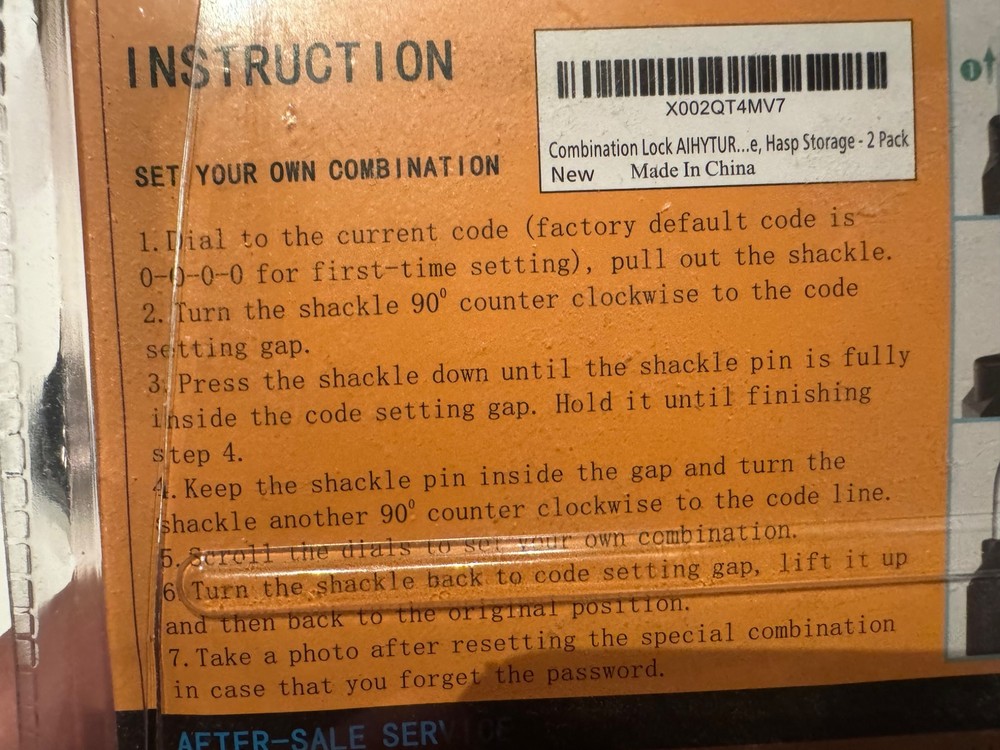 INSTRUCTION
X002QT4MV7
Combination Lock AIHYTUR...e, Hasp Storage - 2 Pack
New Made In China
SET YOUR OWN COMBINATION
1. Dial to the current code (factory default code is
0-0-0-0 for first-time setting), pull out the shackle.
2. Turn the shackle 90⁰ counter clockwise to the code
setting gap.
3. Press the shackle down until the shackle pin is fully
inside the code setting gap. Hold it until finishing
step 4.
4. Keep the shackle pin inside the gap and turn the
shackle another 90⁰ counter clockwise to the code line.
5. Scroll the dials to set your own combination.
6. Turn the shackle back to code setting gap, lift it up
and then back to the original position.
7. Take a photo after resetting the special combination
in case that you forget the password.
AFTER-SALE SERVICE
1